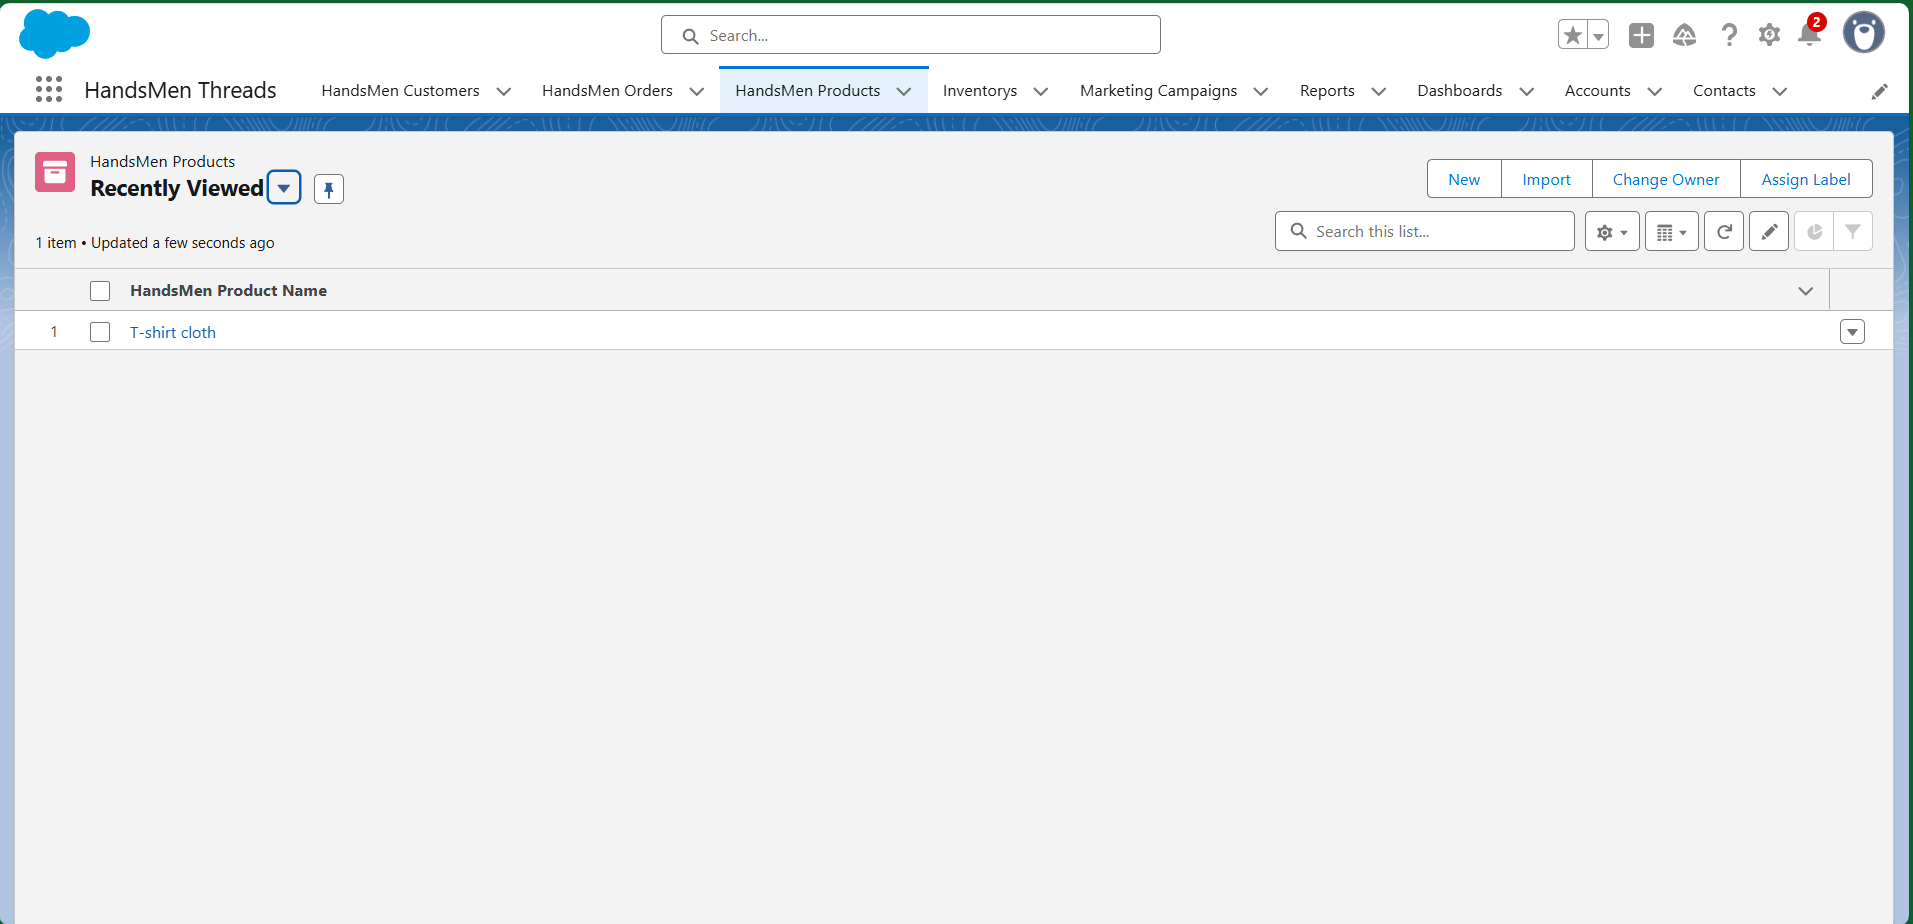 Search...
2
HandsMen Threads
HandsMen Customers
HandsMen Orders
HandsMen Products
Inventorys
Marketing Campaigns
Reports
Dashboards
Accounts
Contacts
HandsMen Products
Recently Viewed
New
Import
Change Owner
Assign Label
1 item • Updated a few seconds ago
Search this list...
HandsMen Product Name
1
T-shirt cloth